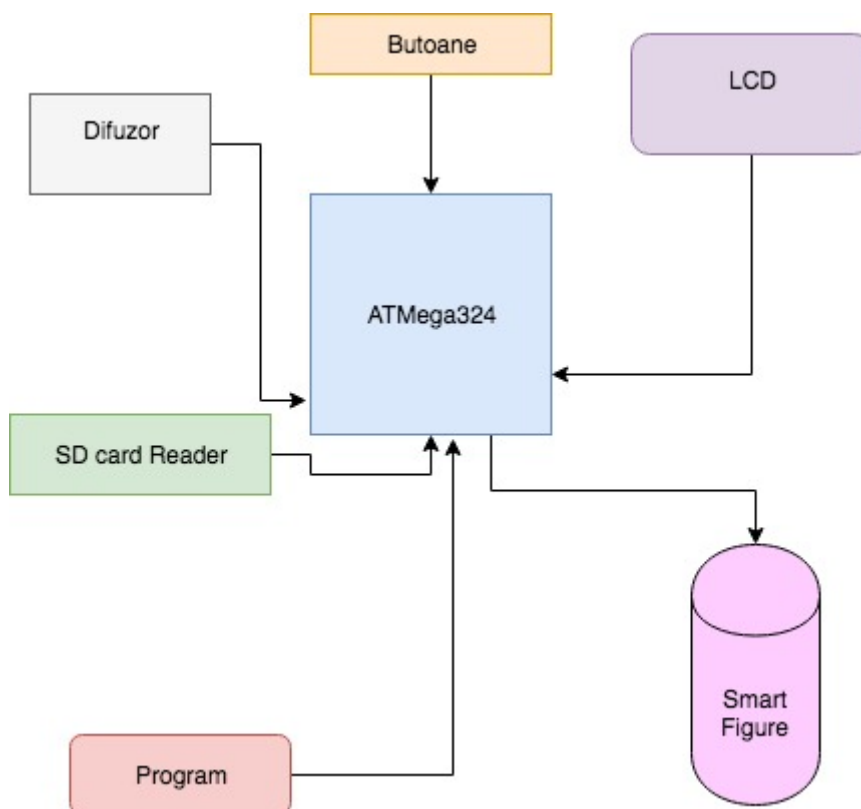 Butoane
LCD
Difuzor
ATMega324
SD card Reader
Smart
Figure
Program